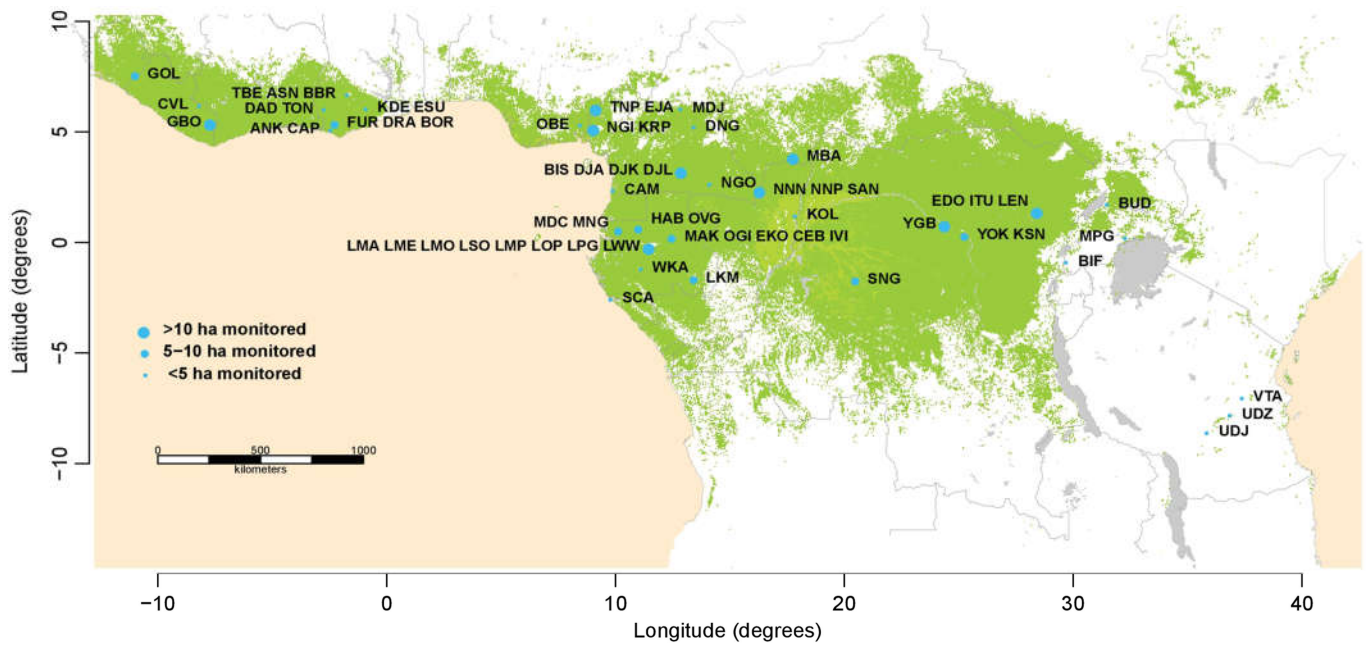 10
5
0
−5
−10
Latitude (degrees)
GOL
CVL
GBO
TBE ASN BBR
DAD TON
ANK CAP
KDE ESU
FUR DRA BOR
OBE
TNP EJA
MDJ
NGI KRP
DNG
BIS DJA DJK DJL
MBA
CAM
NGO
NNN NNP SAN
MDC MNG
HAB OVG
KOL
LMA LME LMO LSO LMP LOP LPG LWW
MAK OGI EKO CEB IVI
WKA
LKM
SCA
SNG
EDO ITU LEN
YGB
YOK KSN
BUD
MPG
BIF
VTA
UDZ
UDJ
>10 ha monitored
5−10 ha monitored
<5 ha monitored
0 500 1000
kilometers
−10 0 10 20 30 40
Longitude (degrees)